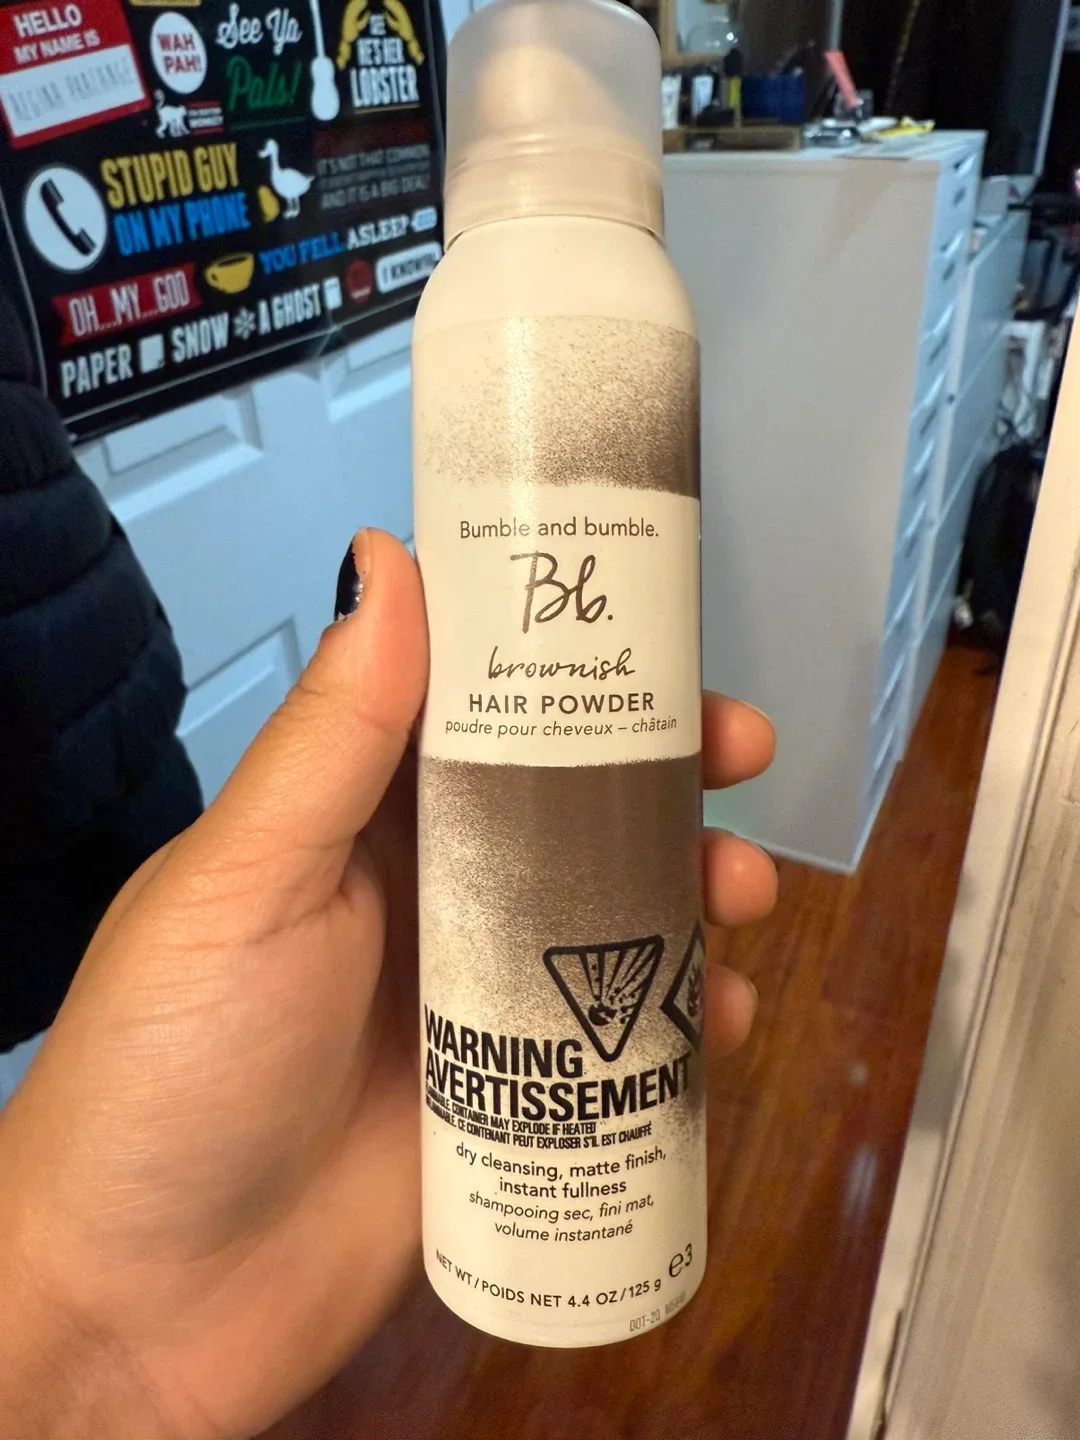 HELLO
MY NAME IS
REGINA PHALANGE
WAH
PAH!
See Ya
Pals!
SEE
HE'S HER
LOBSTER
STUPID GUY
ON MY PHONE
IT'S NOT THAT COMMON
AND IT IS A BIG DEAL!
YOU FELL ASLEEP
OH...MY...GOD
I KNOW!
PAPER SNOW A GHOST
Bumble and bumble.
Bb.
brownish
HAIR POWDER
poudre pour cheveux – châtain
WARNING
AVERTISSEMENT
CONTAINER MAY EXPLODE IF HEATED
CE CONTENANT PEUT EXPLOSER S'IL EST CHAUFFÉ
dry cleansing, matte finish,
instant fullness
shampooing sec, fini mat,
volume instantané
NET WT/POIDS NET 4.4 OZ/125 g e3
DOT-2Q